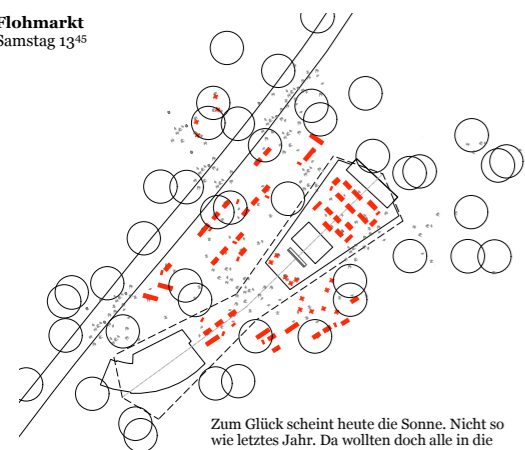 Flohmarkt
Samstag 13⁴⁵
Zum Glück scheint heute die Sonne. Nicht so
wie letztes Jahr. Da wollten doch alle in die